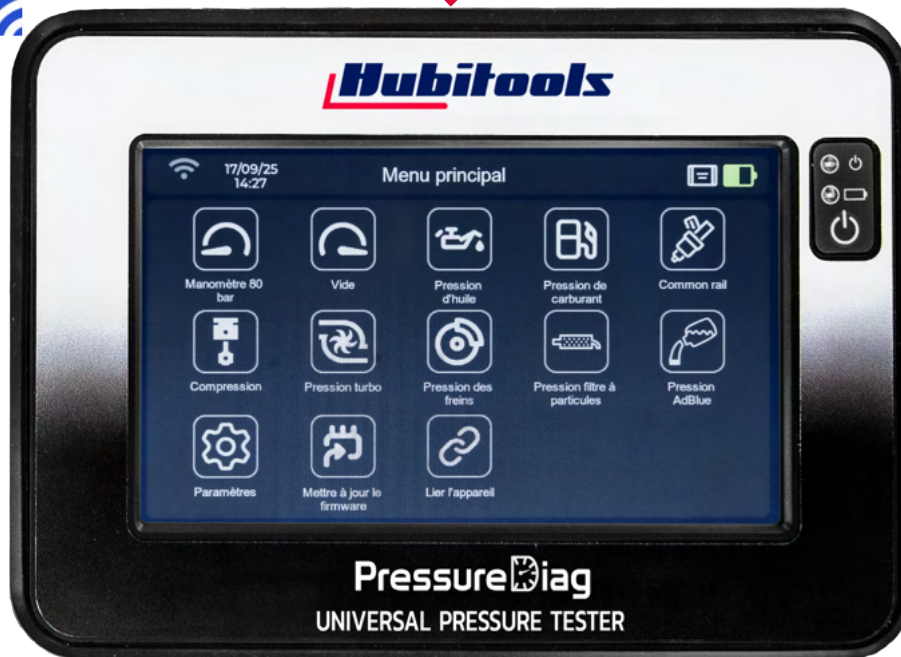 Hubitools
17/09/25
14:27
Menu principal
Manomètre 80
bar
Vide
Pression
d'huile
Pression de
carburant
Common rail
Compression
Pression turbo
Pression des
freins
Pression filtre à
particules
Pression
AdBlue
Paramètres
Mettre à jour le
firmware
Lier l'appareil
PressureDiag
UNIVERSAL PRESSURE TESTER